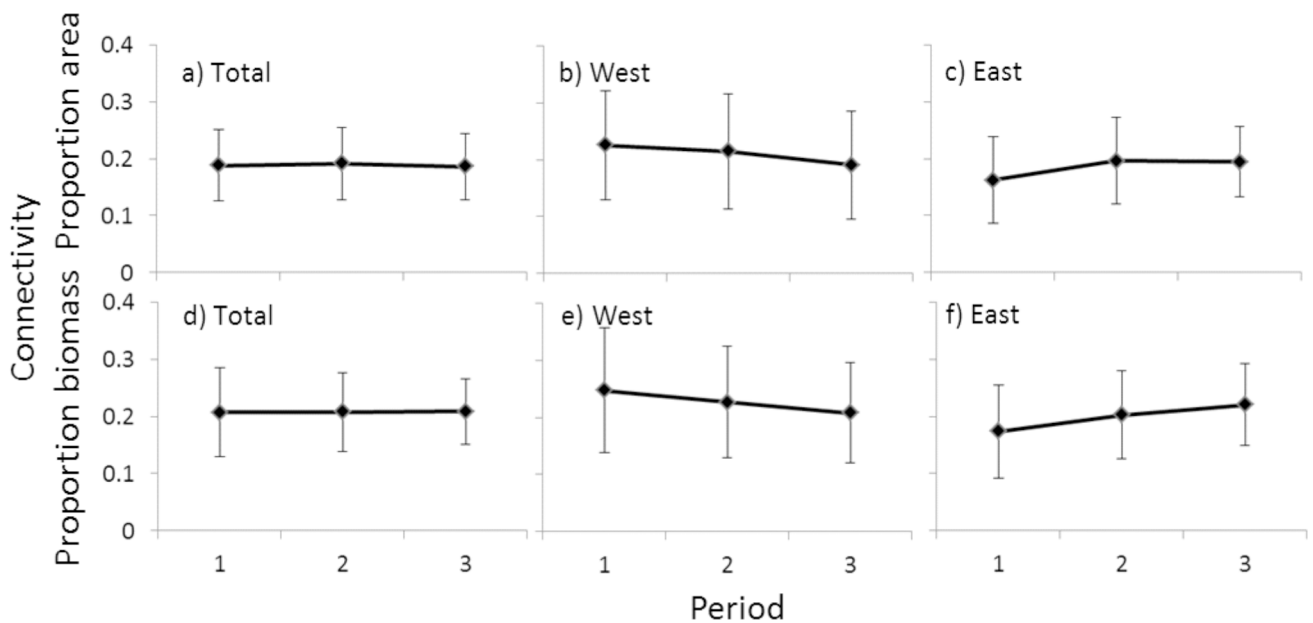 Connectivity
Proportion area
0.4
0.3
0.2
0.1
0
a) Total
b) West
c) East
Proportion biomass
0.4
0.3
0.2
0.1
0
d) Total
e) West
f) East
1 2 3 1 2 3 1 2 3
Period